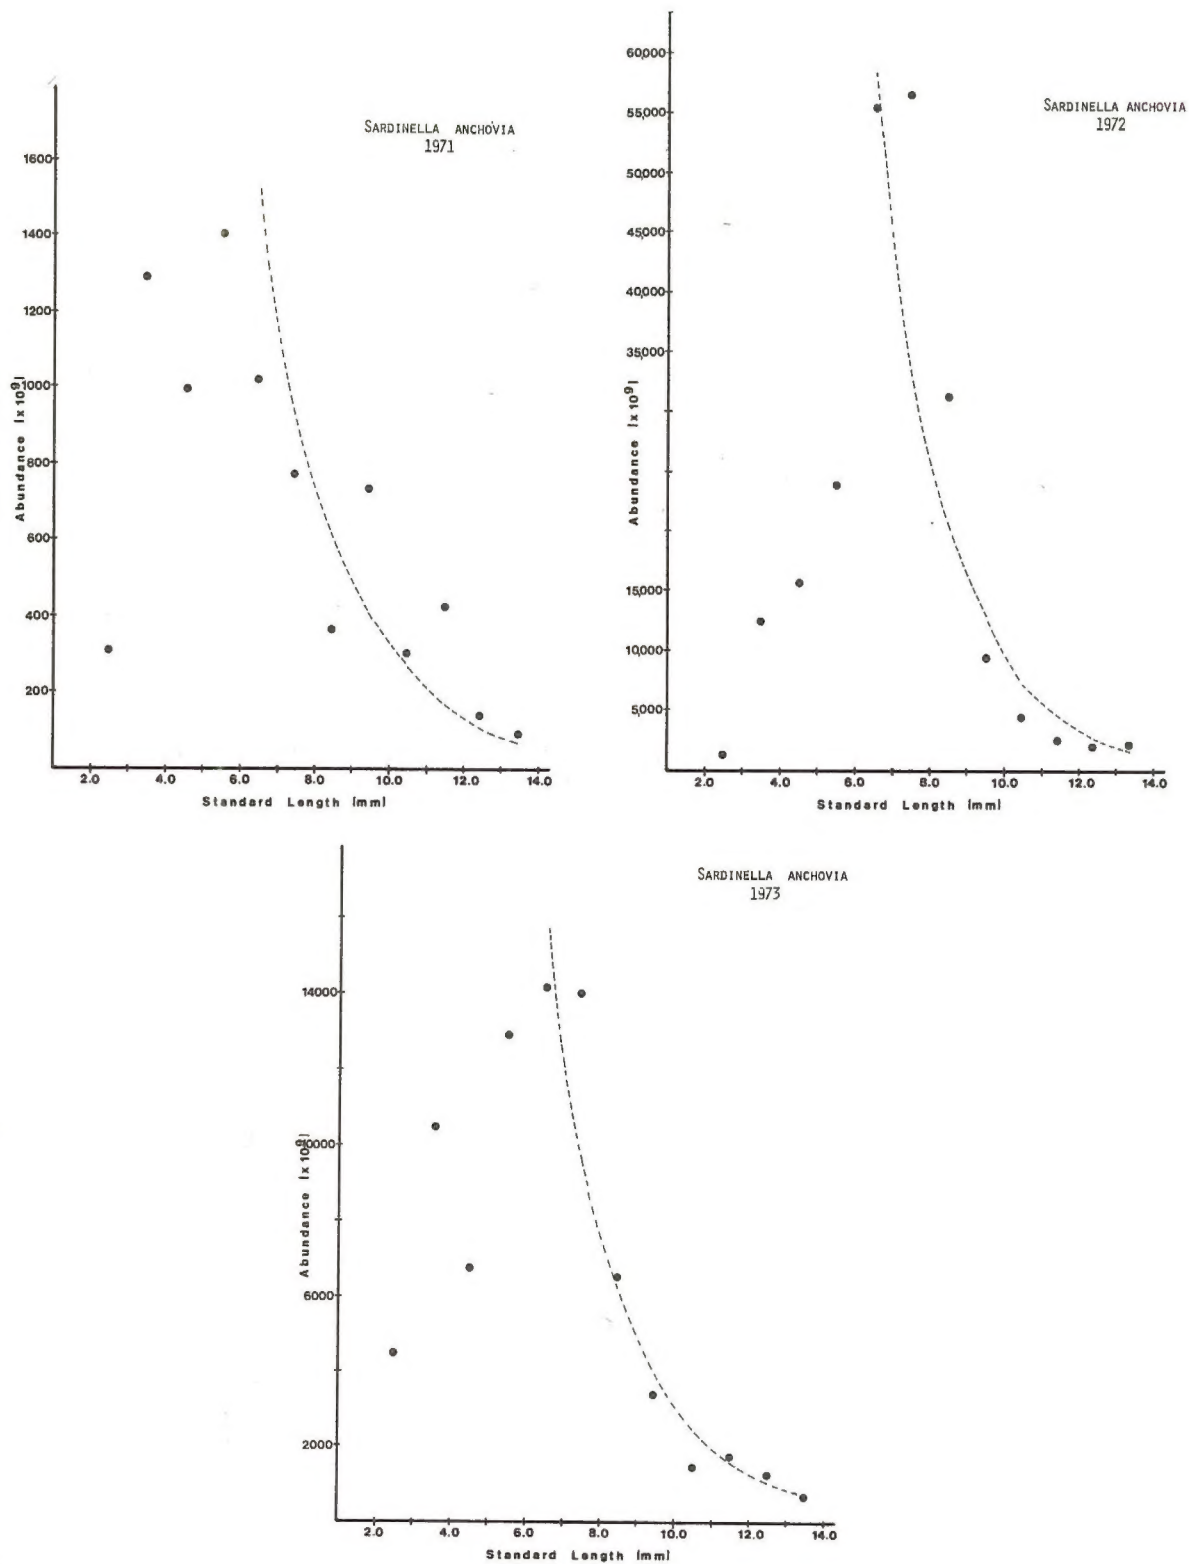 SARDINELLA ANCHOVIA
1971
1600
1400
1200
1000
800
600
400
200
Abundance (x10⁹)
2.0 4.0 6.0 8.0 10.0 12.0 14.0
Standard Length (mm)
SARDINELLA ANCHOVIA
1972
60,000
55,000
50,000
45,000
40,000
35,000
15,000
10,000
5,000
Abundance (x10⁹)
2.0 4.0 6.0 8.0 10.0 12.0 14.0
Standard Length (mm)
SARDINELLA ANCHOVIA
1973
14000
10000
6000
2000
Abundance (x10⁹)
2.0 4.0 6.0 8.0 10.0 12.0 14.0
Standard Length (mm)